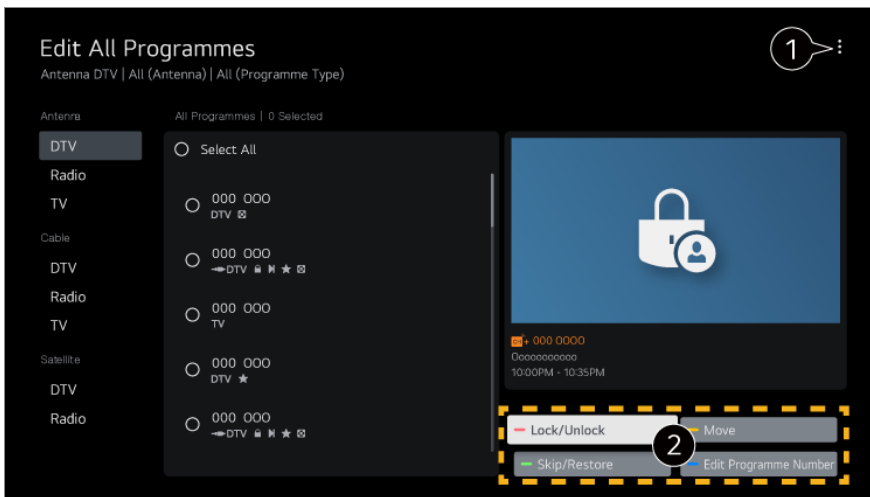 Edit All Programmes
Antenna DTV | All (Antenna) | All (Programme Type)
1
Antenna
DTV
Radio
TV
Cable
DTV
Radio
TV
Satellite
DTV
Radio
All Programmes | 0 Selected
Select All
000 000
DTV
000 000
DTV
000 000
TV
000 000
DTV
000 000
DTV
000 0000
Ooooooooooo
10:00PM - 10:35PM
Lock/Unlock
Move
2
Skip/Restore
Edit Programme Number